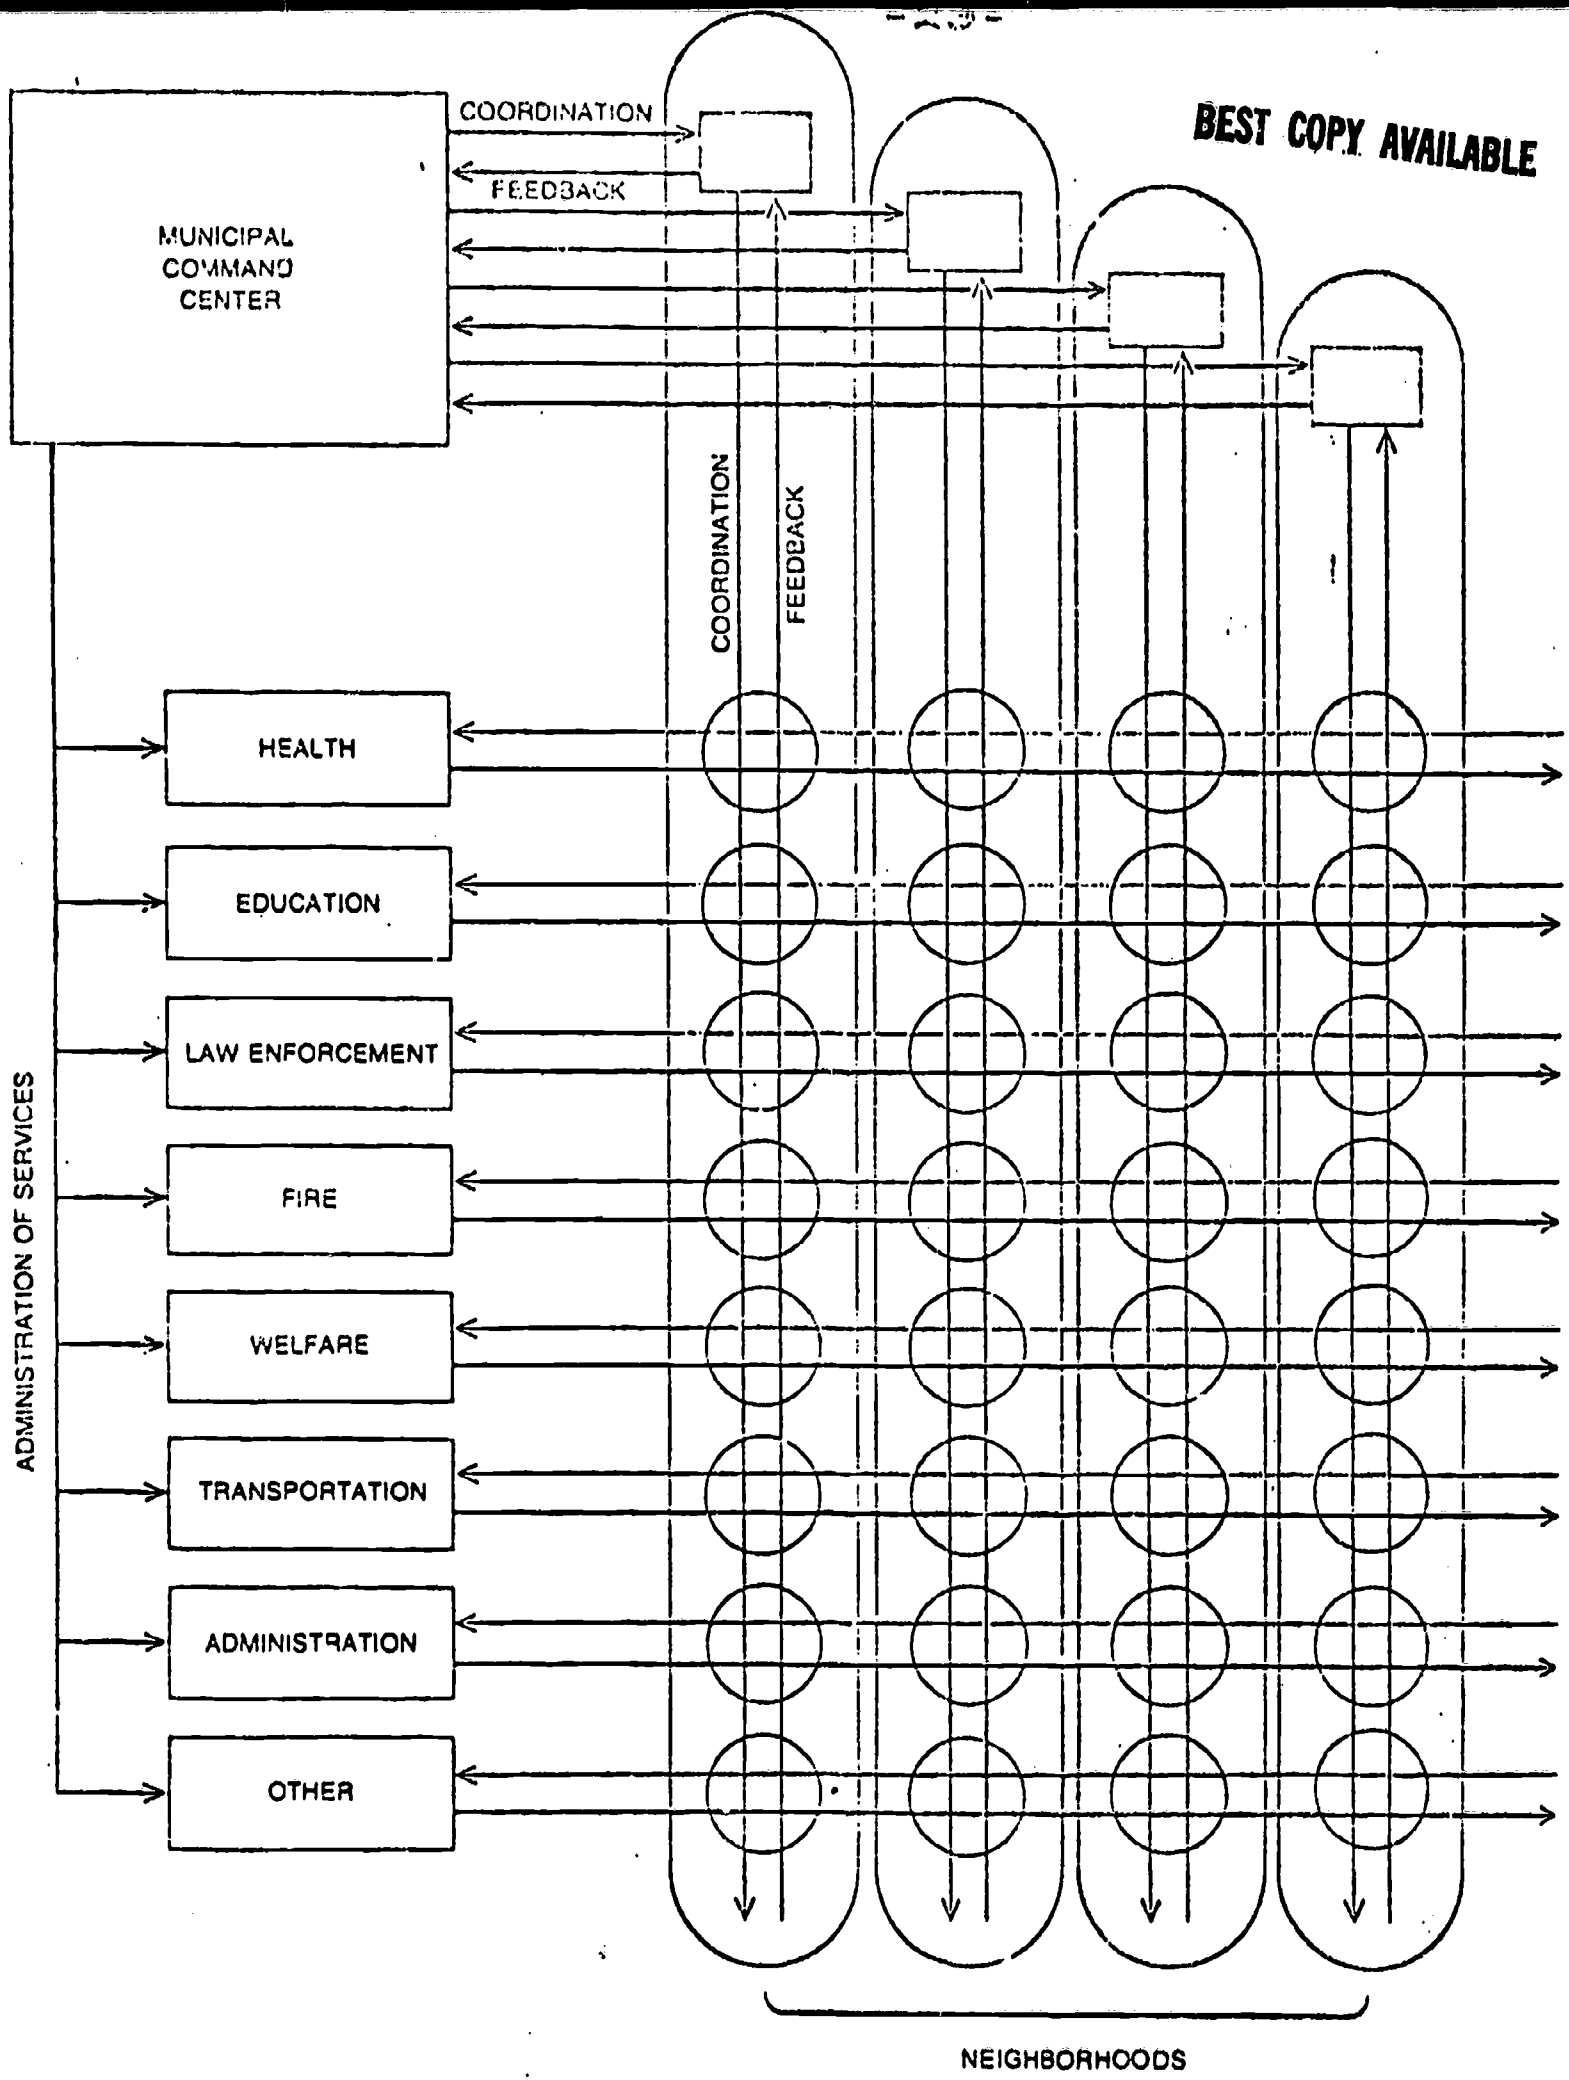 BEST COPY AVAILABLE
COORDINATION
FEEDBACK
MUNICIPAL
COMMAND
CENTER
COORDINATION
FEEDBACK
HEALTH
EDUCATION
LAW ENFORCEMENT
FIRE
WELFARE
TRANSPORTATION
ADMINISTRATION
OTHER
ADMINISTRATION OF SERVICES
NEIGHBORHOODS